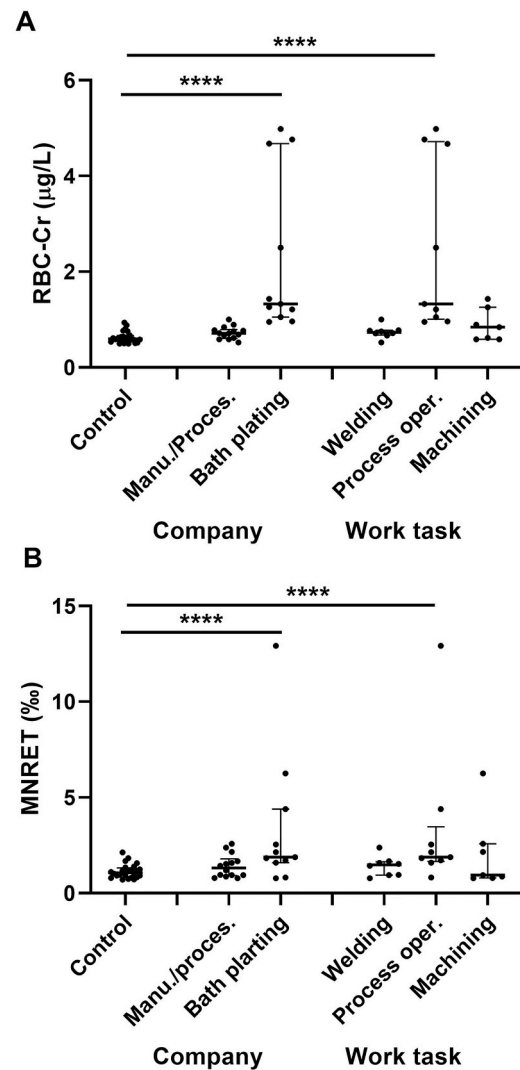 A
****
****
RBC-Cr (μg/L)
6
4
2
0
Control
Manu./Proces.
Bath plating
Welding
Process oper.
Machining
Company
Work task
B
****
****
MNRET (‰)
15
10
5
0
Control
Manu./proces.
Bath plarting
Welding
Process oper.
Machining
Company
Work task